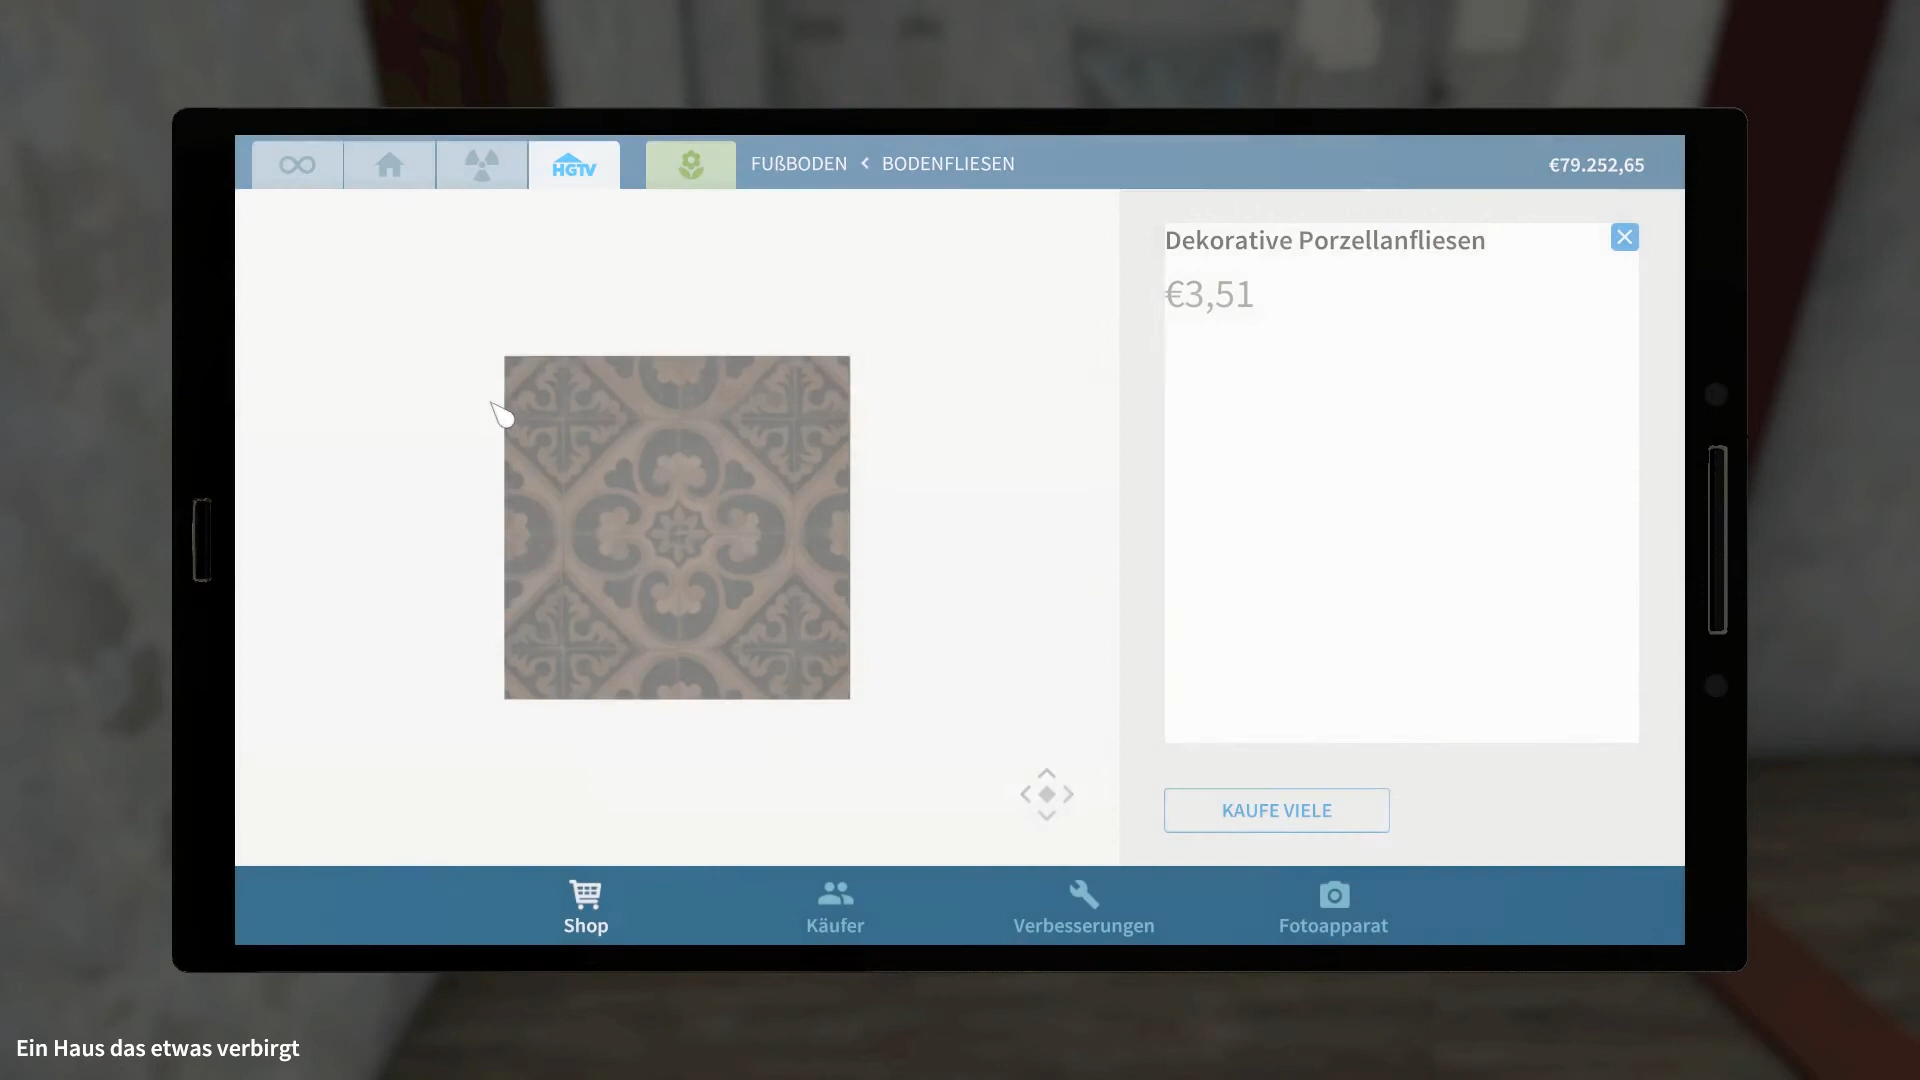 HGTV
FUßBODEN < BODENFLIESEN
€79.252,65
Dekorative Porzellanfliesen
€3,51
KAUFE VIELE
Shop
Käufer
Verbesserungen
Fotoapparat
Ein Haus das etwas verbirgt